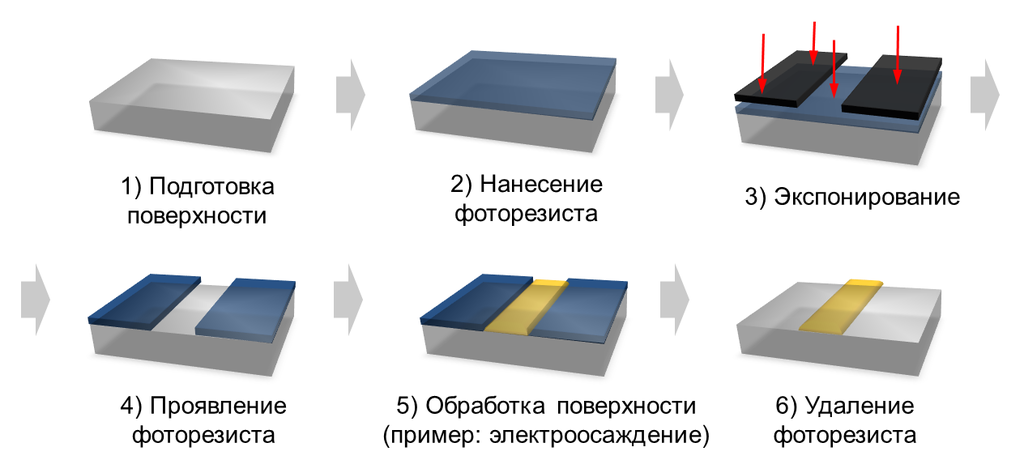 1) Подготовка
поверхности
2) Нанесение
фоторезиста
3) Экспонирование
4) Проявление
фоторезиста
5) Обработка поверхности
(пример: электроосаждение)
6) Удаление
фоторезиста